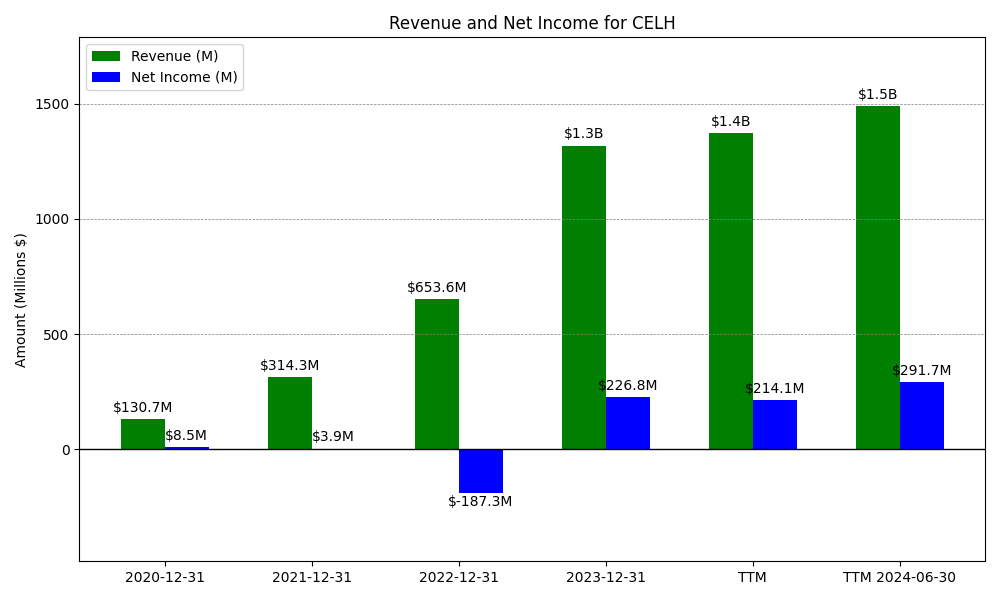 Revenue and Net Income for CELH
Revenue (M)
Net Income (M)
Amount (Millions $)
1500
1000
500
0
$130.7M
$8.5M
$314.3M
$3.9M
$653.6M
$-187.3M
$1.3B
$226.8M
$1.4B
$214.1M
$1.5B
$291.7M
2020-12-31
2021-12-31
2022-12-31
2023-12-31
TTM
TTM 2024-06-30